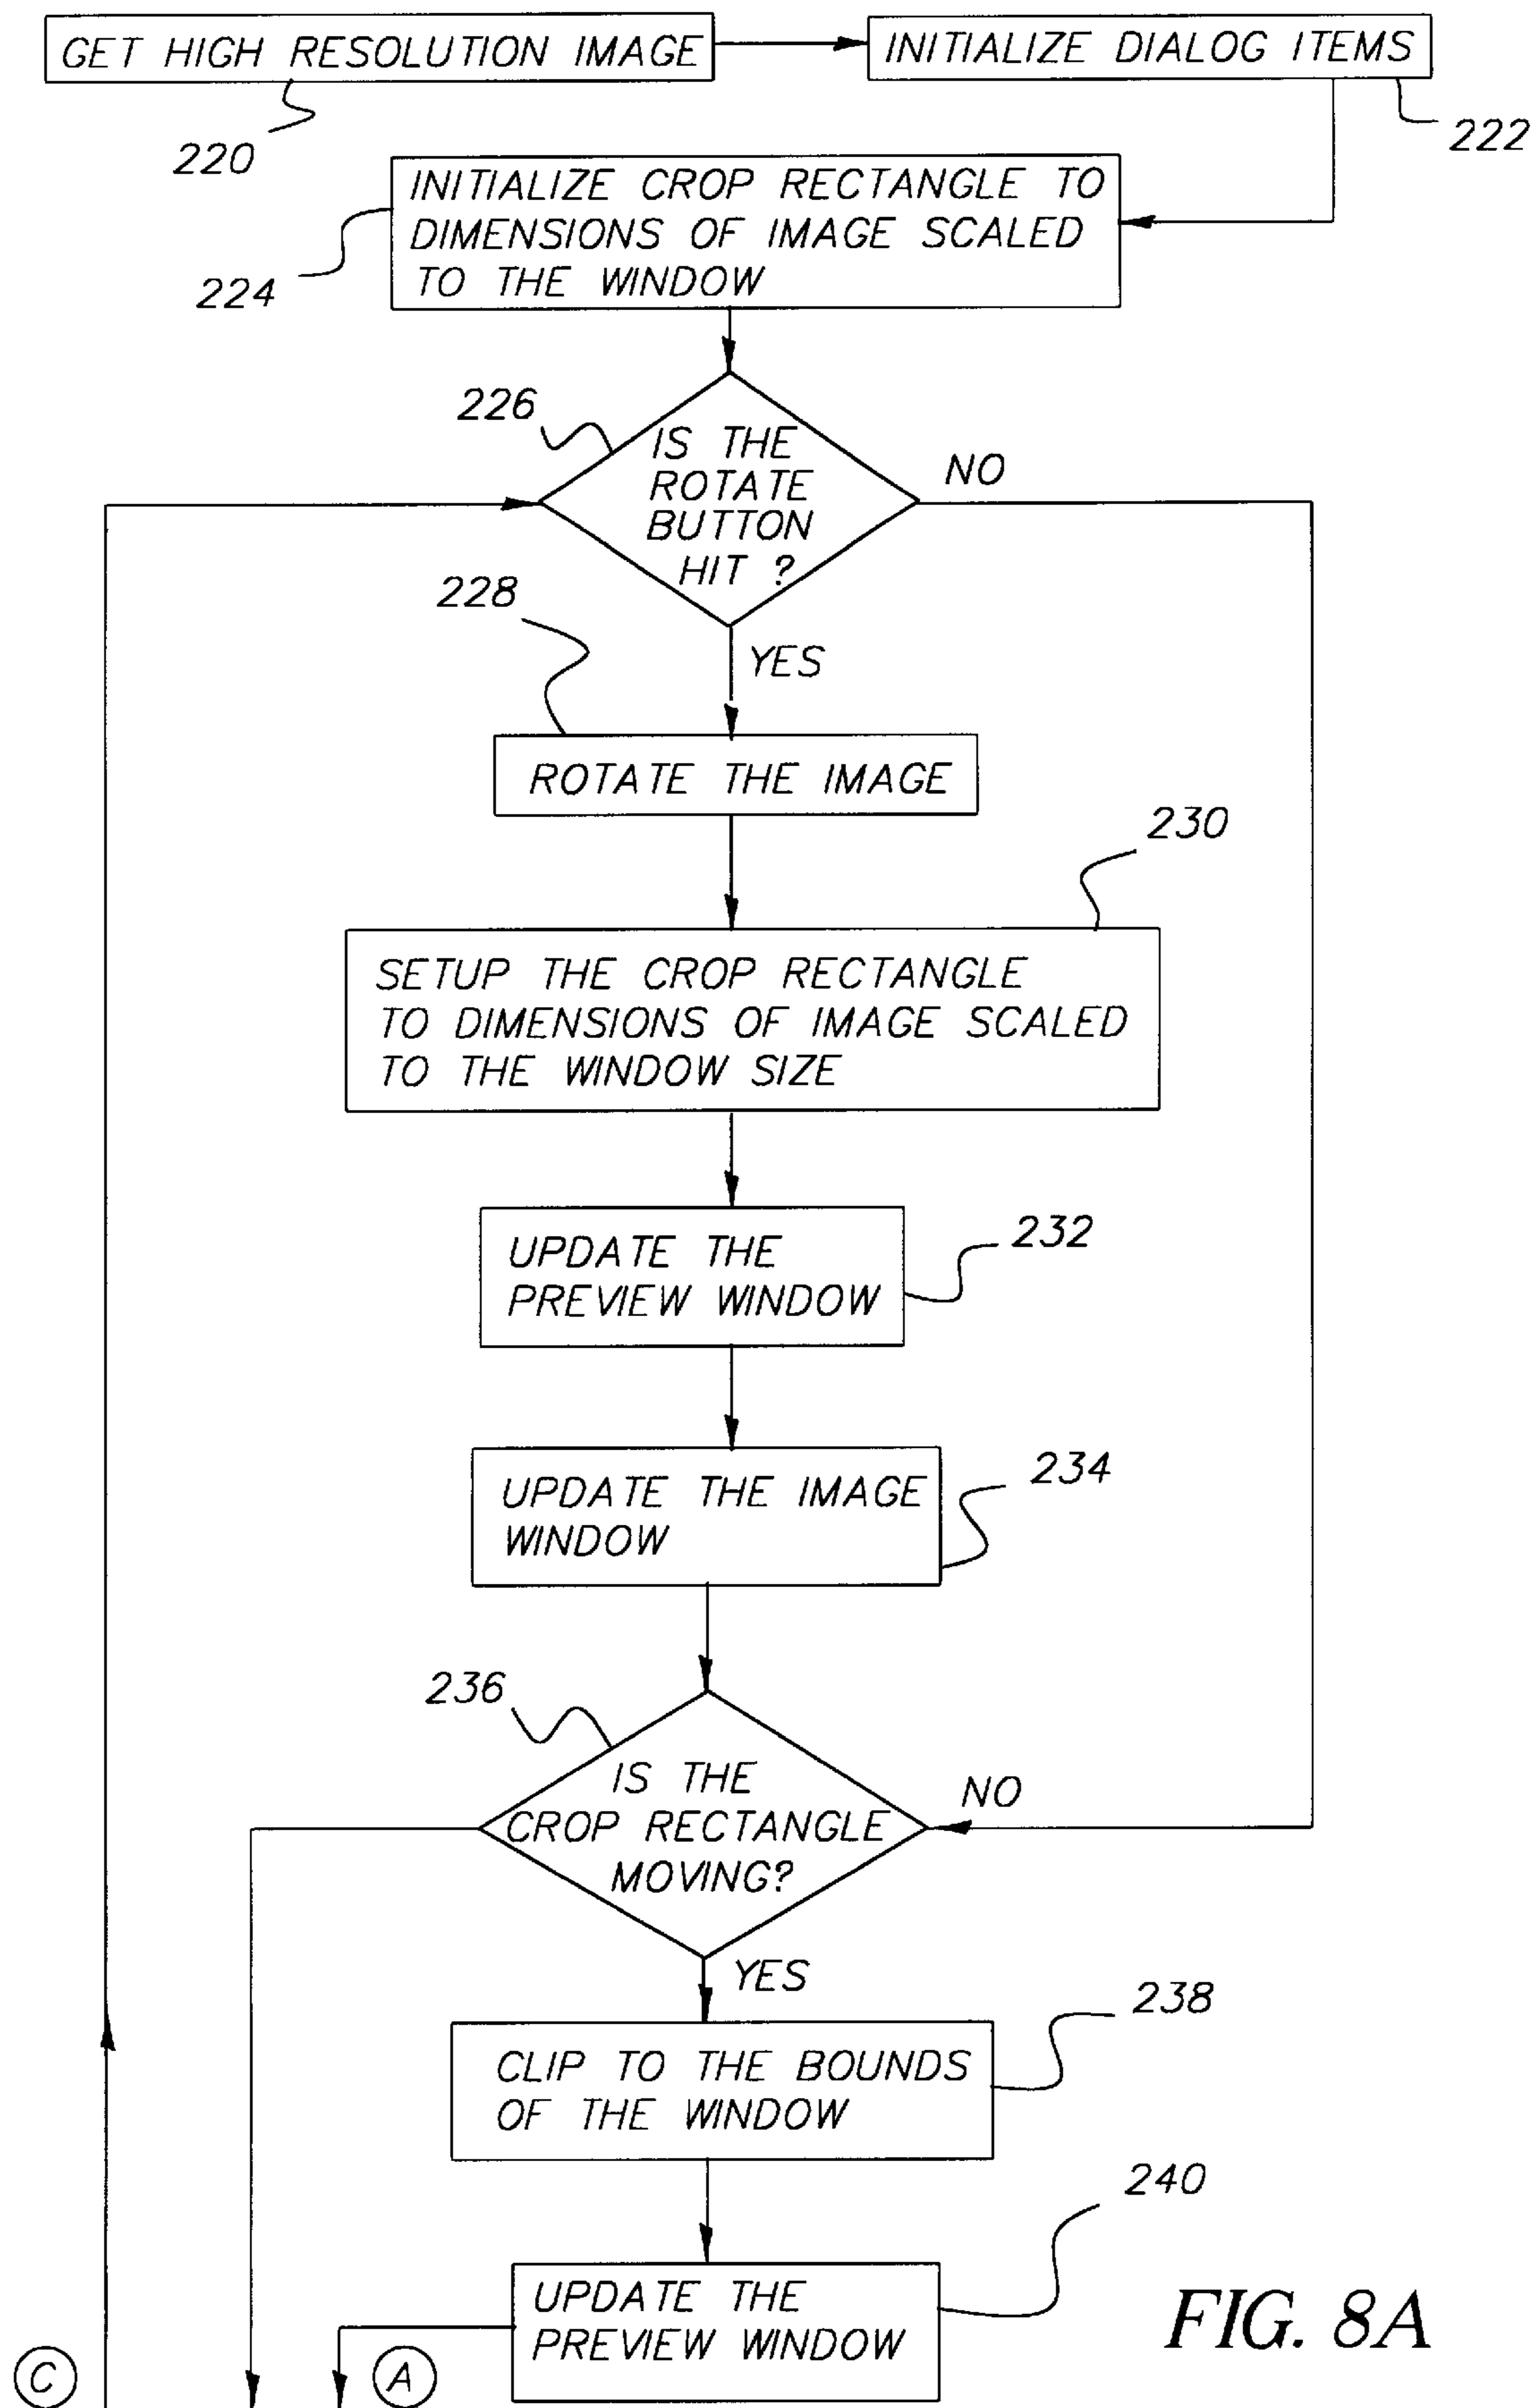 GET HIGH RESOLUTION IMAGE
INITIALIZE DIALOG ITEMS
220
222
INITIALIZE CROP RECTANGLE TO
DIMENSIONS OF IMAGE SCALED
TO THE WINDOW
224
226
IS THE
ROTATE
BUTTON
HIT ?
NO
228
YES
ROTATE THE IMAGE
230
SETUP THE CROP RECTANGLE
TO DIMENSIONS OF IMAGE SCALED
TO THE WINDOW SIZE
UPDATE THE
PREVIEW WINDOW
232
UPDATE THE IMAGE
WINDOW
234
236
IS THE
CROP RECTANGLE
MOVING?
NO
YES
238
CLIP TO THE BOUNDS
OF THE WINDOW
240
UPDATE THE
PREVIEW WINDOW
FIG. 8A
C
A